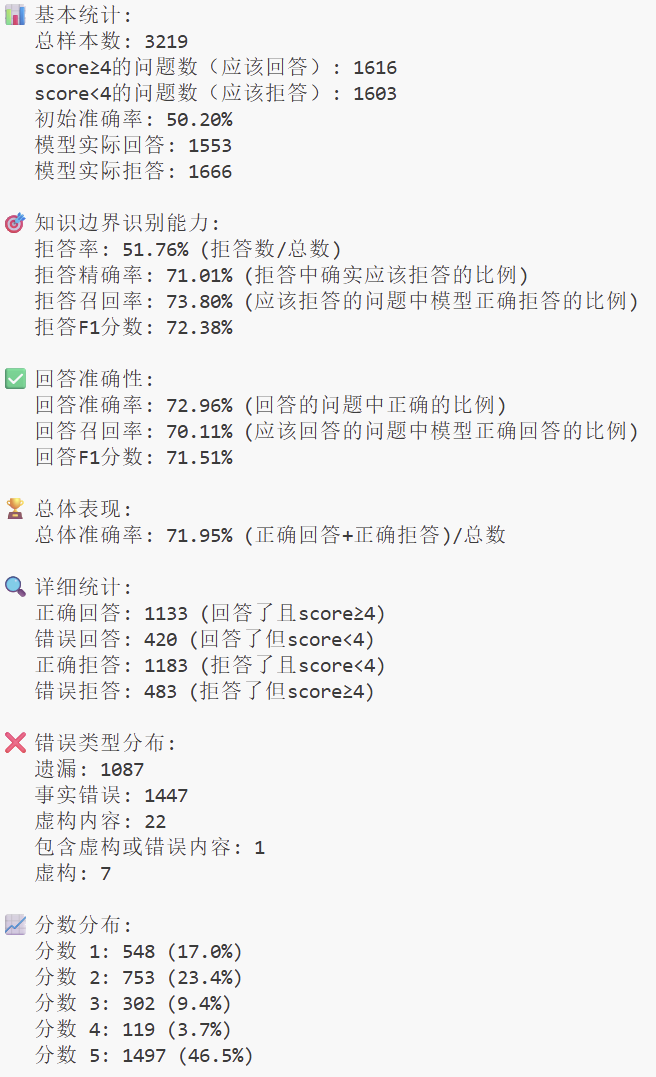 📊 基本统计:
总样本数: 3219
score≥4的问题数（应该回答）: 1616
score<4的问题数（应该拒答）: 1603
初始准确率: 50.20%
模型实际回答: 1553
模型实际拒答: 1666
🎯 知识边界识别能力:
拒答率: 51.76% (拒答数/总数)
拒答精确率: 71.01% (拒答中确实应该拒答的比例)
拒答召回率: 73.80% (应该拒答的问题中模型正确拒答的比例)
拒答F1分数: 72.38%
✅ 回答准确性:
回答准确率: 72.96% (回答的问题中正确的比例)
回答召回率: 70.11% (应该回答的问题中模型正确回答的比例)
回答F1分数: 71.51%
🏆 总体表现:
总体准确率: 71.95% (正确回答+正确拒答)/总数
🔍 详细统计:
正确回答: 1133 (回答了且score≥4)
错误回答: 420 (回答了但score<4)
正确拒答: 1183 (拒答了且score<4)
错误拒答: 483 (拒答了但score≥4)
❌ 错误类型分布:
遗漏: 1087
事实错误: 1447
虚构内容: 22
包含虚构或错误内容: 1
虚构: 7
📈 分数分布:
分数 1: 548 (17.0%)
分数 2: 753 (23.4%)
分数 3: 302 (9.4%)
分数 4: 119 (3.7%)
分数 5: 1497 (46.5%)